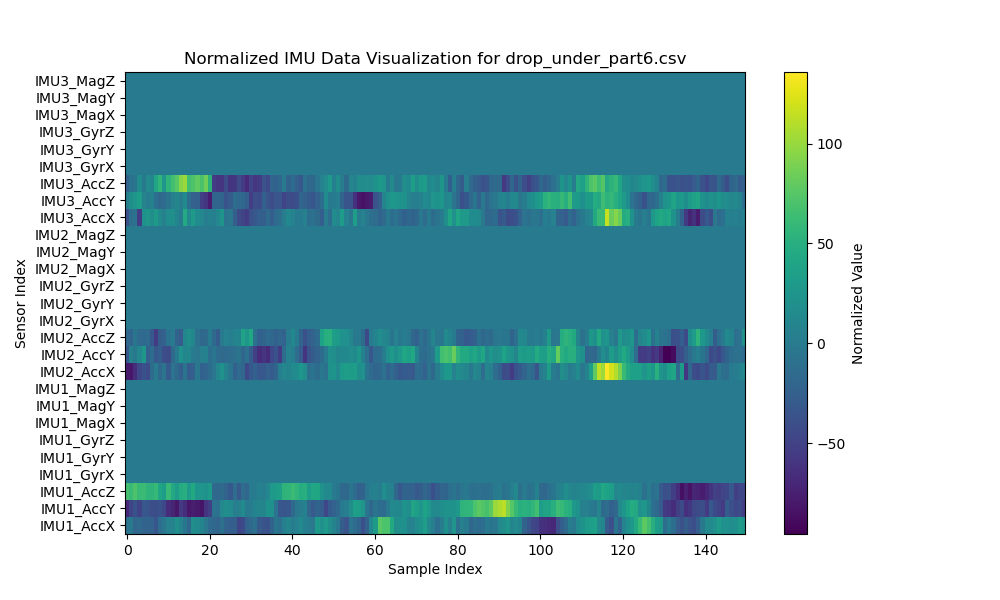 Normalized IMU Data Visualization for drop_under_part6.csv
IMU3_MagZ
IMU3_MagY
IMU3_MagX
IMU3_GyrZ
IMU3_GyrY
IMU3_GyrX
IMU3_AccZ
IMU3_AccY
IMU3_AccX
IMU2_MagZ
IMU2_MagY
IMU2_MagX
IMU2_GyrZ
IMU2_GyrY
IMU2_GyrX
IMU2_AccZ
IMU2_AccY
IMU2_AccX
IMU1_MagZ
IMU1_MagY
IMU1_MagX
IMU1_GyrZ
IMU1_GyrY
IMU1_GyrX
IMU1_AccZ
IMU1_AccY
IMU1_AccX
Sensor Index
0 20 40 60 80 100 120 140
Sample Index
100
50
0
−50
Normalized Value